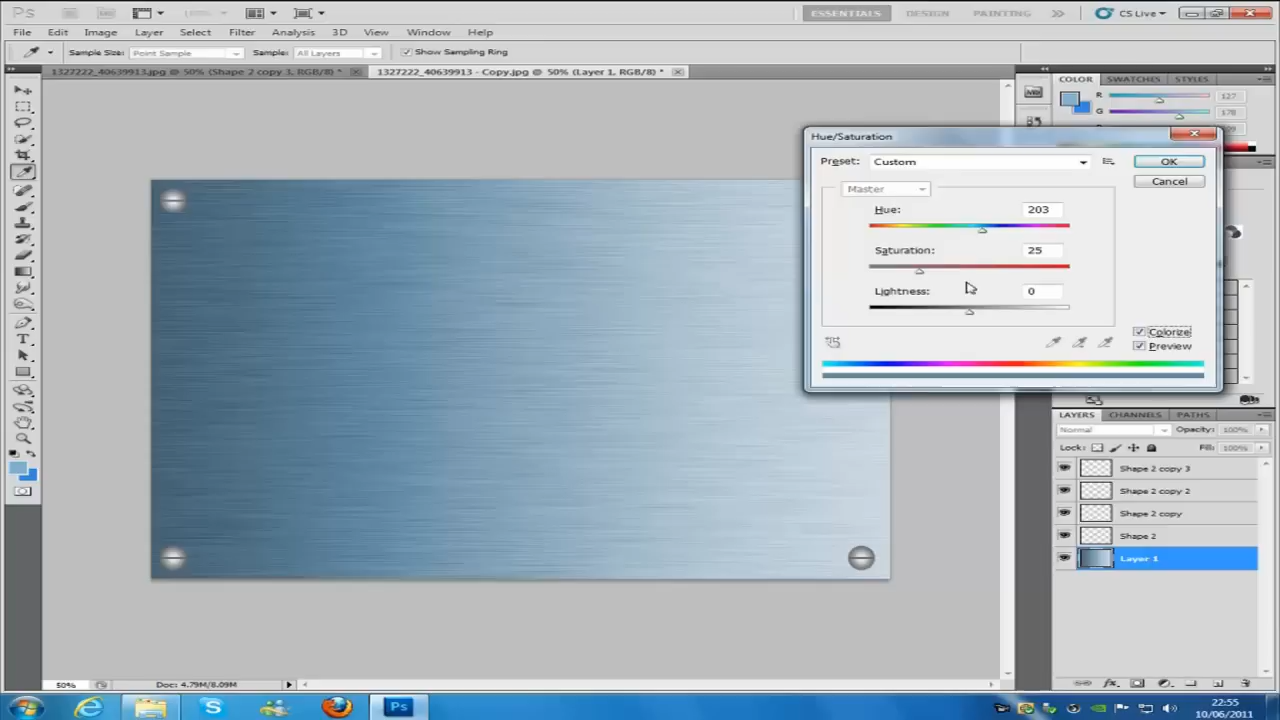 Ps
100%
ESSENTIALS
DESIGN
PAINTING
CS Live
File Edit Image Layer Select Filter Analysis 3D View Window Help
Sample Size: Point Sample Sample: All Layers Show Sampling Ring
1327222_40639913.jpg @ 50% (Shape 2 copy 3, RGB/8) *
1327222_40639913 - Copy.jpg @ 50% (Layer 1, RGB/8) *
COLOR SWATCHES STYLES
R 127
G 178
Hue/Saturation
Preset: Custom
OK
Cancel
Master
Hue: 203
Saturation: 25
Lightness: 0
Colorize
Preview
LAYERS CHANNELS PATHS
Normal Opacity: 100%
Lock: Fill: 100%
Shape 2 copy 3
Shape 2 copy 2
Shape 2 copy
Shape 2
Layer 1
50% Doc: 4.79M/8.09M
Ps
22:55
10/06/2011